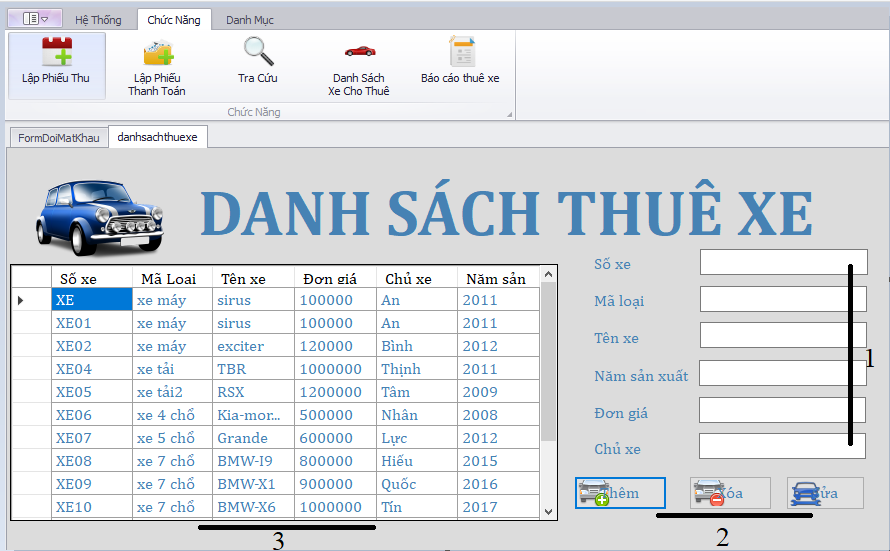 Hệ Thống Chức Năng Danh Mục
Lập Phiếu Thu
Lập Phiếu
Thanh Toán
Tra Cứu
Danh Sách
Xe Cho Thuê
Báo cáo thuê xe
Chức Năng
FormDoiMatKhau danhsachthuexe
DANH SÁCH THUÊ XE
Số xe Mã Loai Tên xe Đơn giá Chủ xe Năm sản
XE xe máy sirus 100000 An 2011
XE01 xe máy sirus 100000 An 2011
XE02 xe máy exciter 120000 Bình 2012
XE04 xe tải TBR 1000000 Thịnh 2011
XE05 xe tải2 RSX 1200000 Tâm 2009
XE06 xe 4 chổ Kia-mor... 500000 Nhân 2008
XE07 xe 5 chổ Grande 600000 Lực 2012
XE08 xe 7 chổ BMW-I9 800000 Hiếu 2015
XE09 xe 7 chổ BMW-X1 900000 Quốc 2016
XE10 xe 7 chổ BMW-X6 1000000 Tín 2017
3
Số xe
Mã loại
Tên xe
Năm sản xuất
Đơn giá
Chủ xe
1
Thêm Xóa Sửa
2